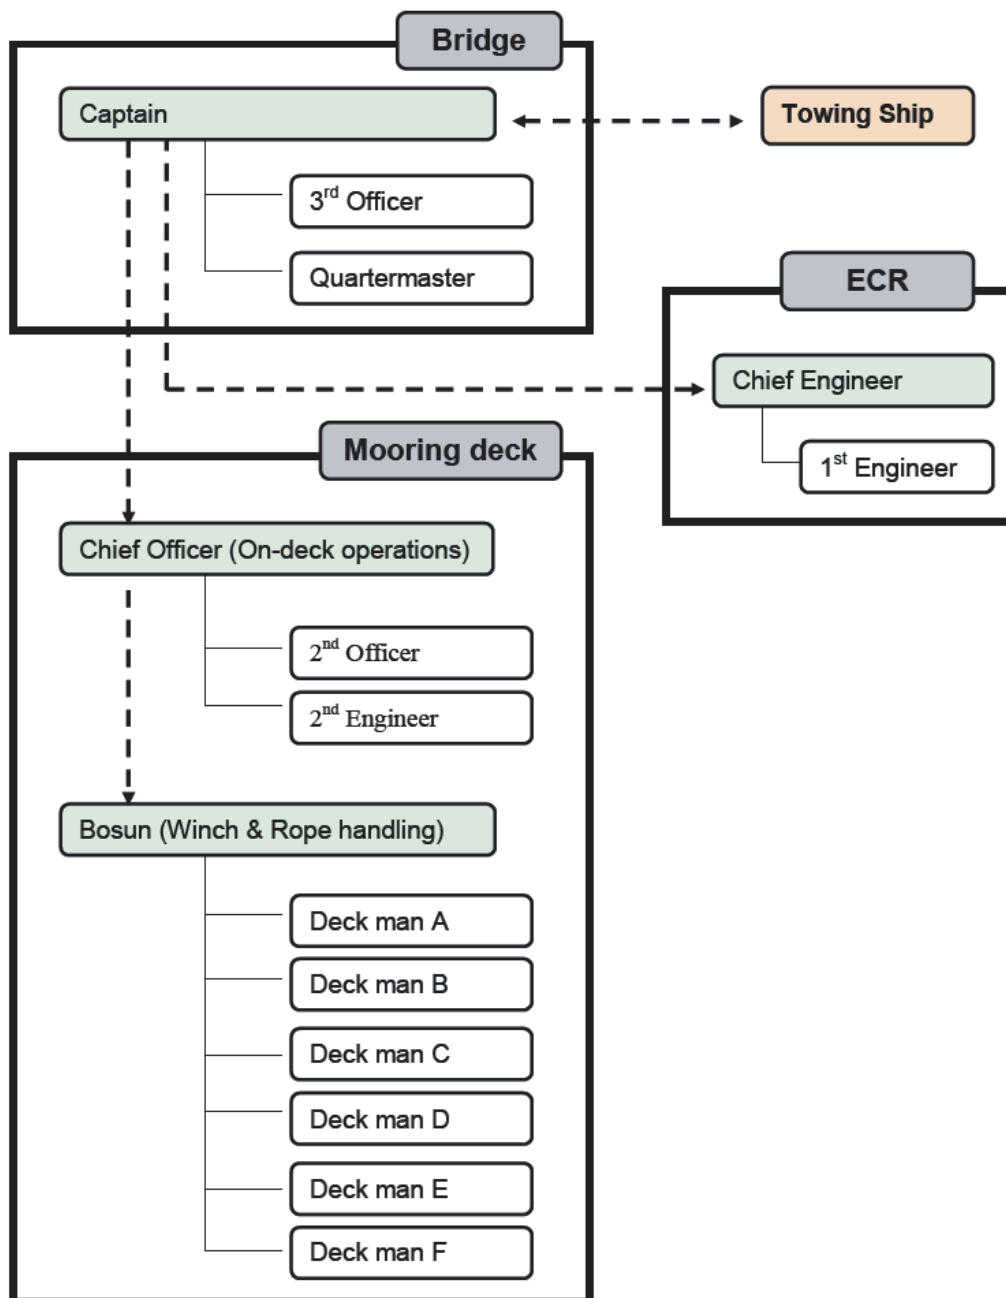 Bridge
Captain
Towing Ship
3rd Officer
Quartermaster
ECR
Chief Engineer
1st Engineer
Mooring deck
Chief Officer (On-deck operations)
2nd Officer
2nd Engineer
Bosun (Winch & Rope handling)
Deck man A
Deck man B
Deck man C
Deck man D
Deck man E
Deck man F